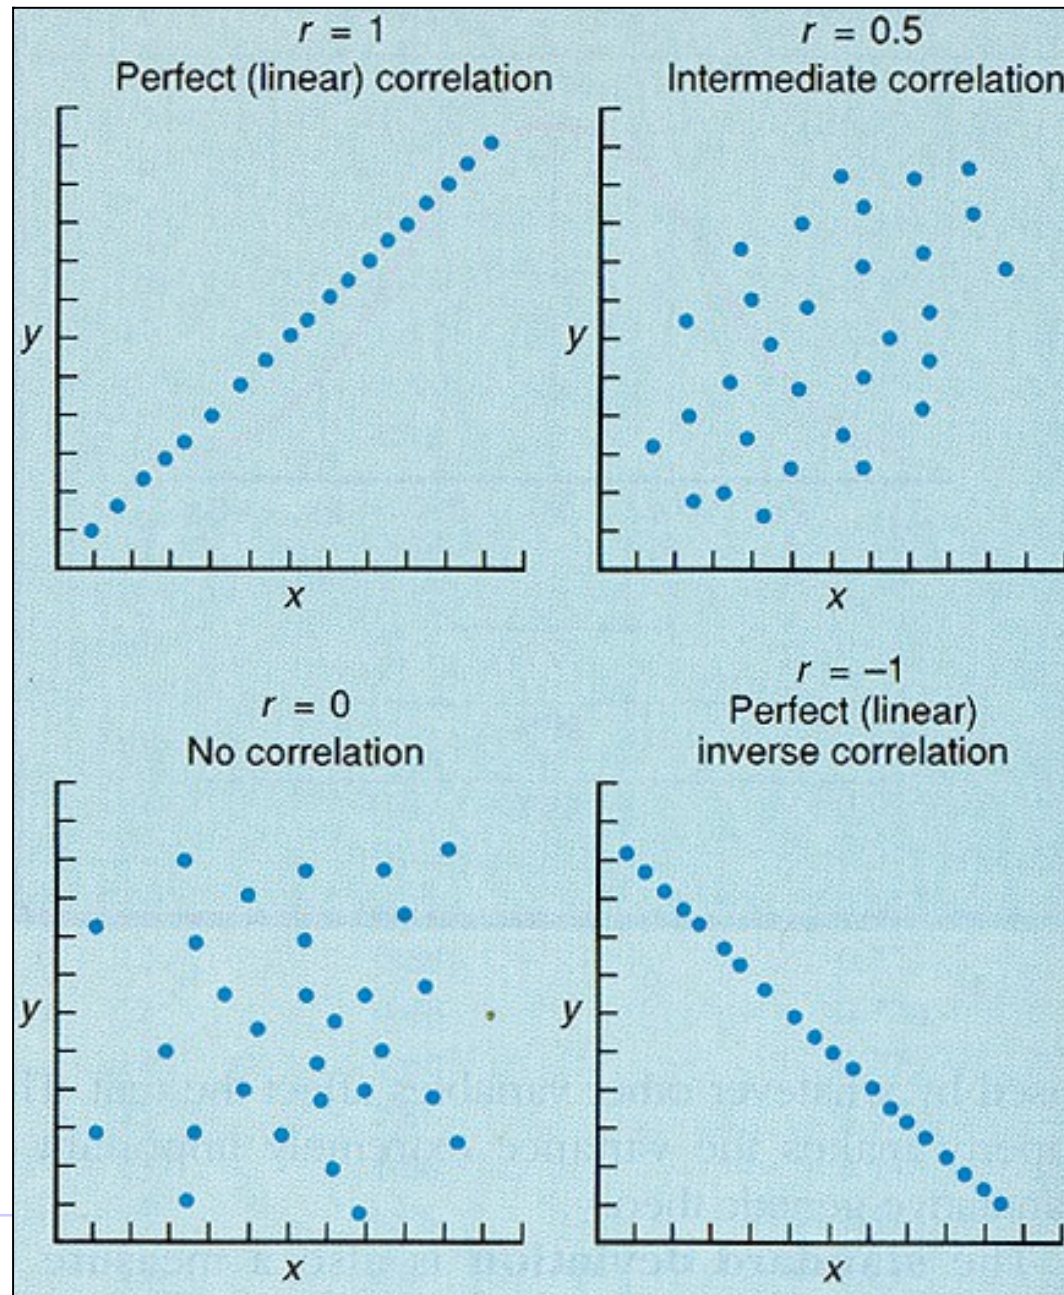 r = 1
Perfect (linear) correlation
y
x
r = 0.5
Intermediate correlation
y
x
r = 0
No correlation
y
x
r = −1
Perfect (linear)
inverse correlation
y
x